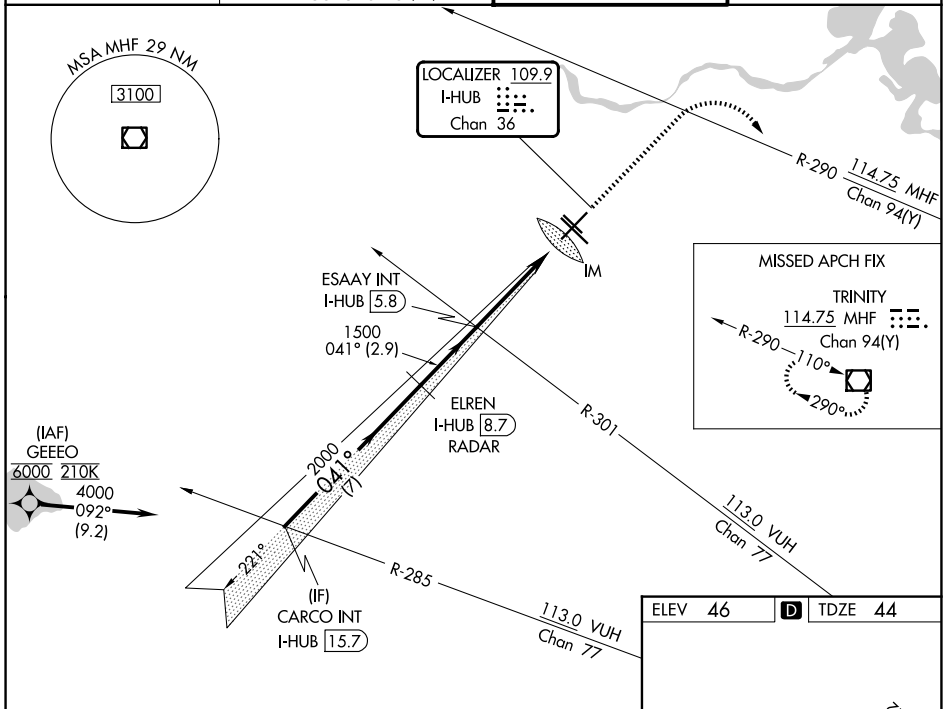 MSA MHF 29 NM
3100
LOCALIZER 109.9
I-HUB
Chan 36
R-290
114.75 MHF
Chan 94(Y)
IM
MISSED APCH FIX
TRINITY
114.75 MHF
Chan 94(Y)
R-290
110°
290°
ESAAY INT
I-HUB 5.8
1500
041° (2.9)
ELREN
I-HUB 8.7
RADAR
R-301
113.0 VUH
Chan 77
2000
041°
(7)
(IAF)
GEEEO
6000 210K
4000
092°
(9.2)
221°
(IF)
CARCO INT
I-HUB 15.7
R-285
113.0 VUH
Chan 77
ELEV 46
D
TDZE 44